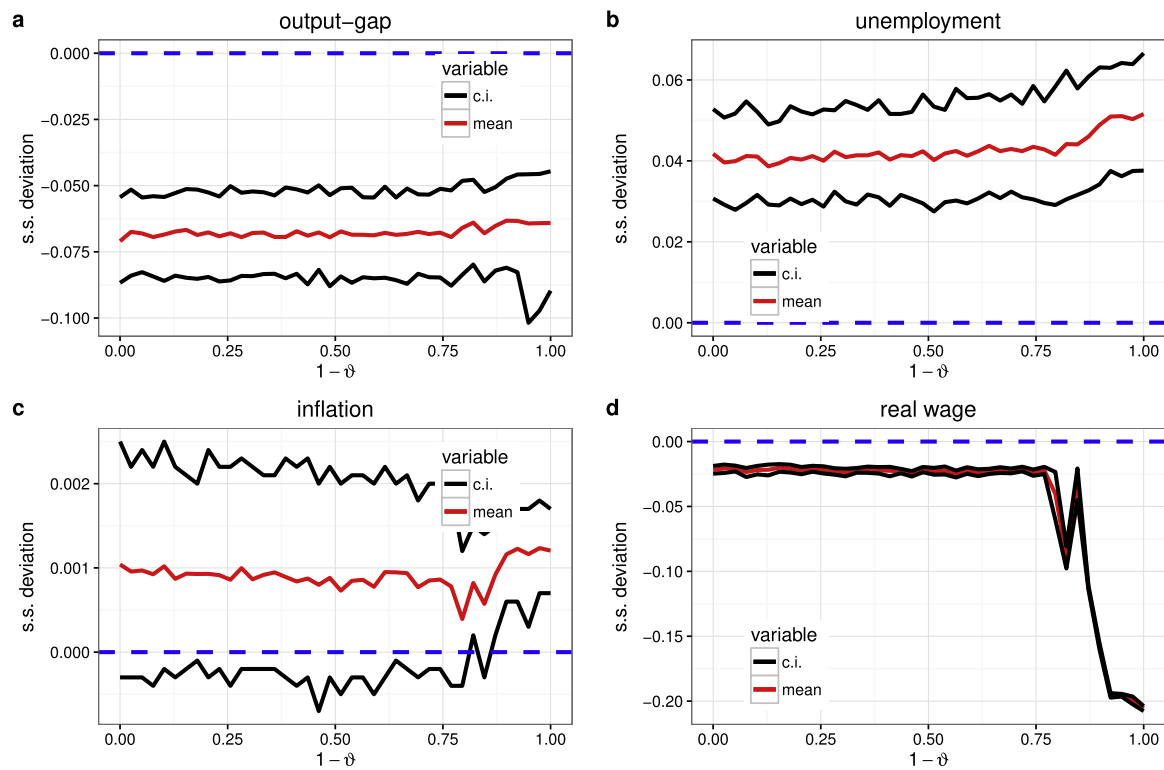 a
output−gap
0.000
−0.025
−0.050
−0.075
−0.100
s.s. deviation
variable
c.i.
mean
0.00 0.25 0.50 0.75 1.00
1 − ϑ
b
unemployment
0.06
0.04
0.02
0.00
s.s. deviation
variable
c.i.
mean
0.00 0.25 0.50 0.75 1.00
1 − ϑ
c
inflation
0.002
0.001
0.000
s.s. deviation
variable
c.i.
mean
0.00 0.25 0.50 0.75 1.00
1 − ϑ
d
real wage
0.00
−0.05
−0.10
−0.15
−0.20
s.s. deviation
variable
c.i.
mean
0.00 0.25 0.50 0.75 1.00
1 − ϑ